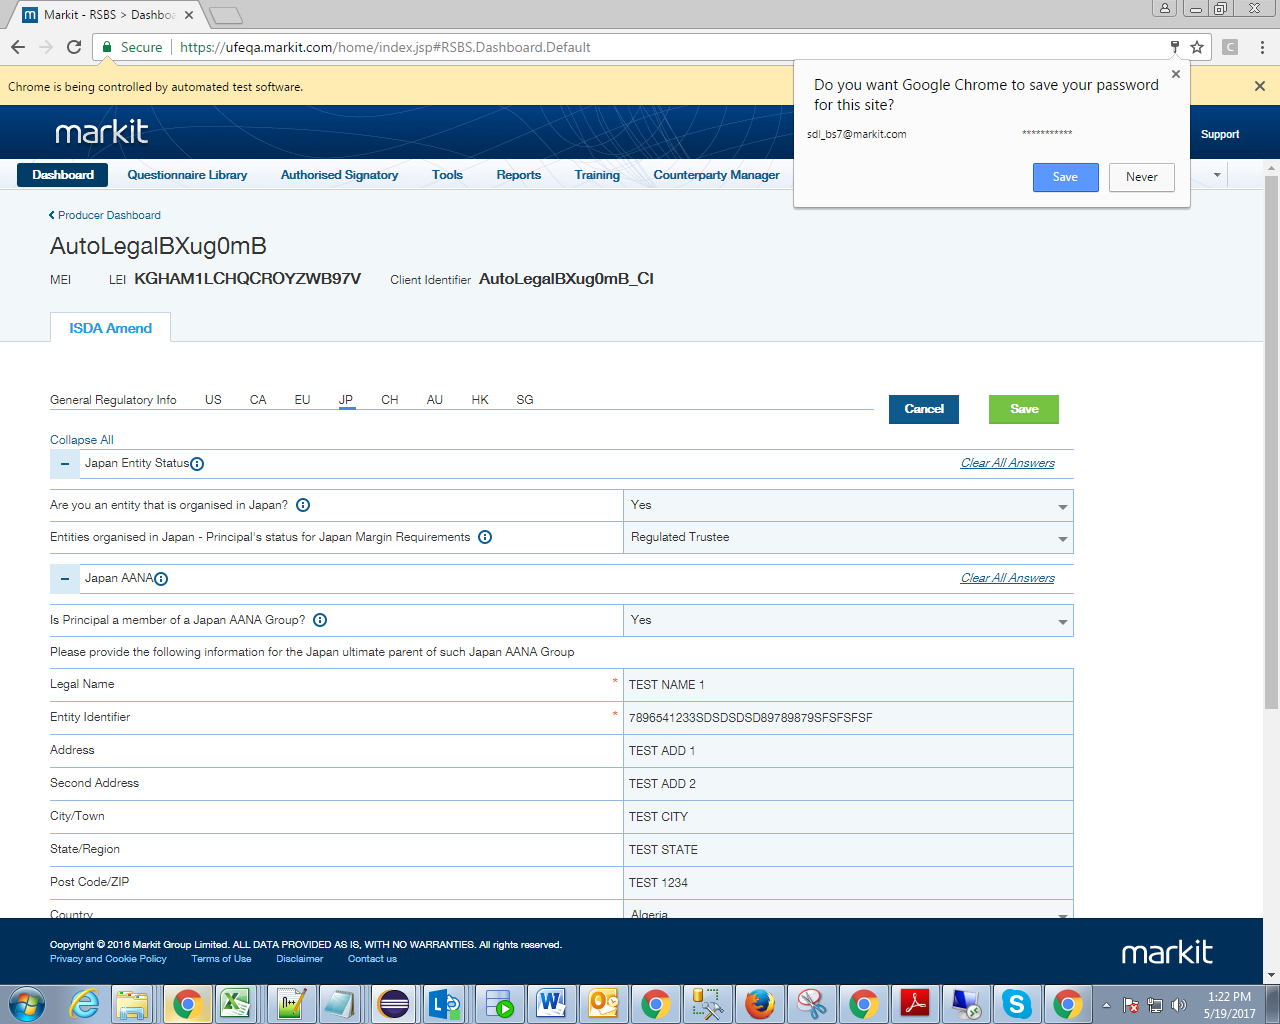 Markit - RSBS > Dashboa
Secure
https://ufeqa.markit.com/home/index.jsp#RSBS.Dashboard.Default
C
Chrome is being controlled by automated test software.
Do you want Google Chrome to save your password
for this site?
sdl_bs7@markit.com ***********
Save Never
markit
Support
Dashboard Questionnaire Library Authorised Signatory Tools Reports Training Counterparty Manager
Producer Dashboard
AutoLegalBXug0mB
MEI LEI KGHAM1LCHQCROYZWB97V Client Identifier AutoLegalBXug0mB_CI
ISDA Amend
General Regulatory Info US CA EU JP CH AU HK SG
Cancel Save
Collapse All
Japan Entity Status Clear All Answers
Are you an entity that is organised in Japan? Yes
Entities organised in Japan - Principal's status for Japan Margin Requirements Regulated Trustee
Japan AANA Clear All Answers
Is Principal a member of a Japan AANA Group? Yes
Please provide the following information for the Japan ultimate parent of such Japan AANA Group
Legal Name * TEST NAME 1
Entity Identifier * 7896541233SDSDSDSD89789879SFSFSFSF
Address TEST ADD 1
Second Address TEST ADD 2
City/Town TEST CITY
State/Region TEST STATE
Post Code/ZIP TEST 1234
Country Algeria
Copyright © 2016 Markit Group Limited. ALL DATA PROVIDED AS IS, WITH NO WARRANTIES. All rights reserved.
Privacy and Cookie Policy Terms of Use Disclaimer Contact us
markit
1:22 PM
5/19/2017